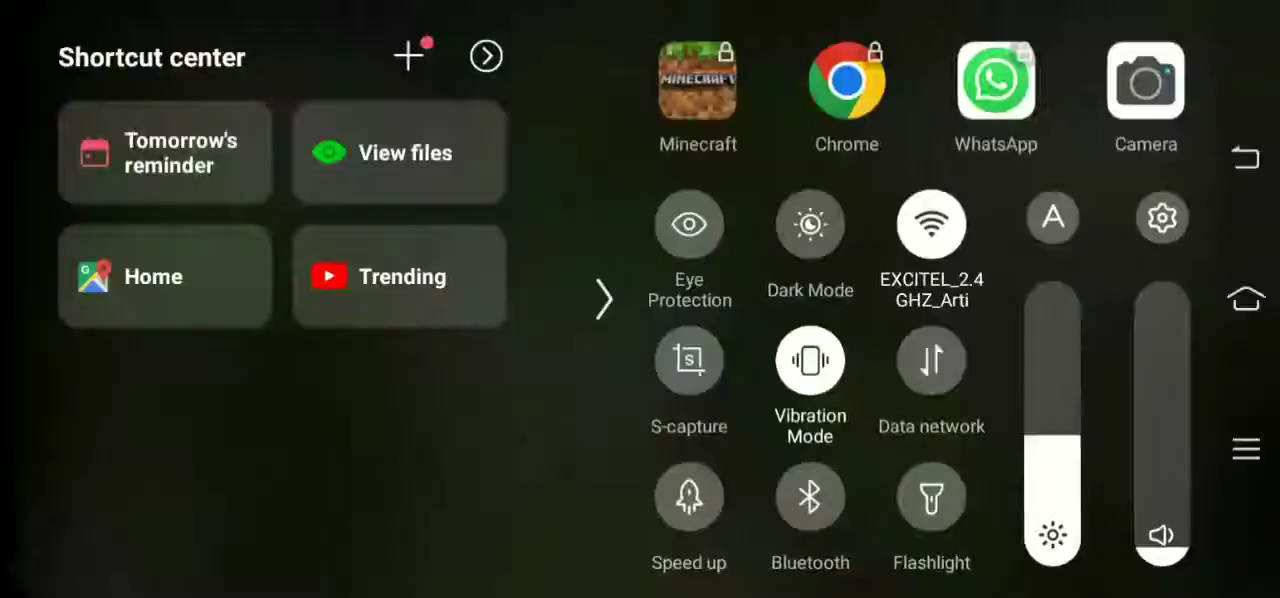 Shortcut center
Tomorrow's
reminder
View files
Home
Trending
MINECRAFT
Minecraft
Chrome
WhatsApp
Camera
A
Eye
Protection
Dark Mode
EXCITEL_2.4
GHZ_Arti
S
S-capture
Vibration
Mode
Data network
Speed up
Bluetooth
Flashlight